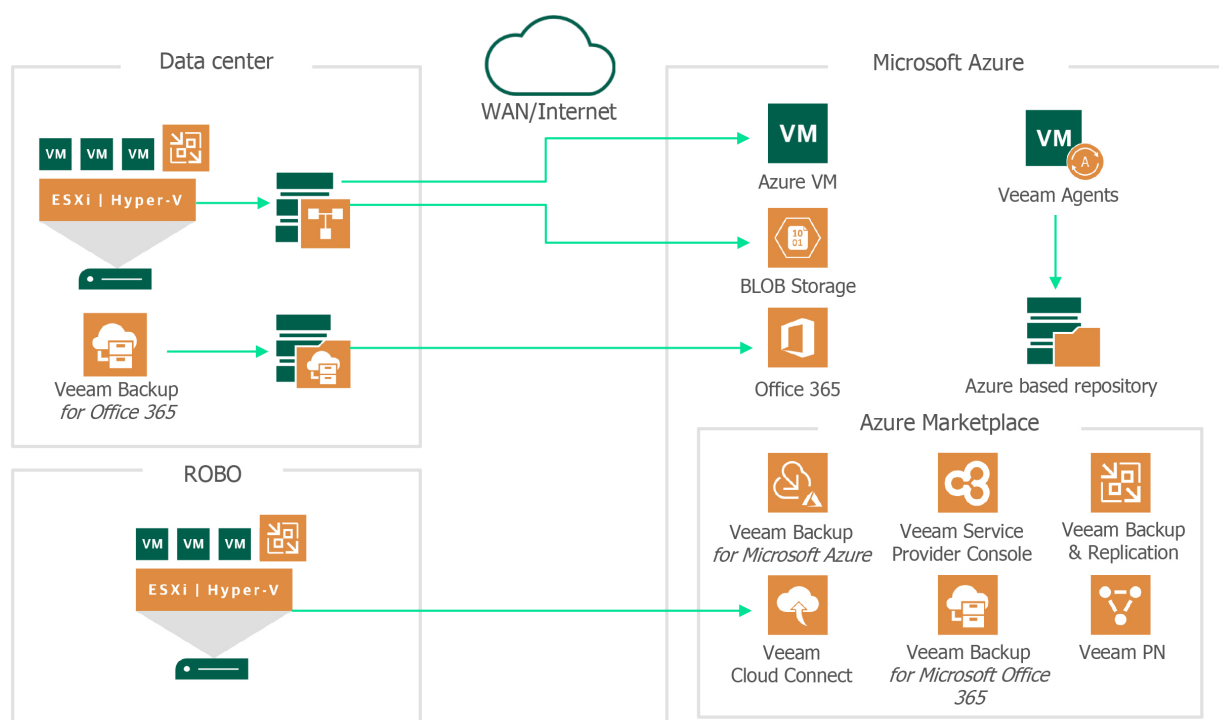 Data center
VM VM VM
ESXi | Hyper-V
Veeam Backup
for Office 365
ROBO
VM VM VM
ESXi | Hyper-V
WAN/Internet
Microsoft Azure
VM
Azure VM
VM
A
Veeam Agents
10
01
BLOB Storage
Office 365
Azure based repository
Azure Marketplace
Veeam Backup
for Microsoft Azure
Veeam Service
Provider Console
Veeam Backup
& Replication
Veeam
Cloud Connect
Veeam Backup
for Microsoft Office
365
Veeam PN